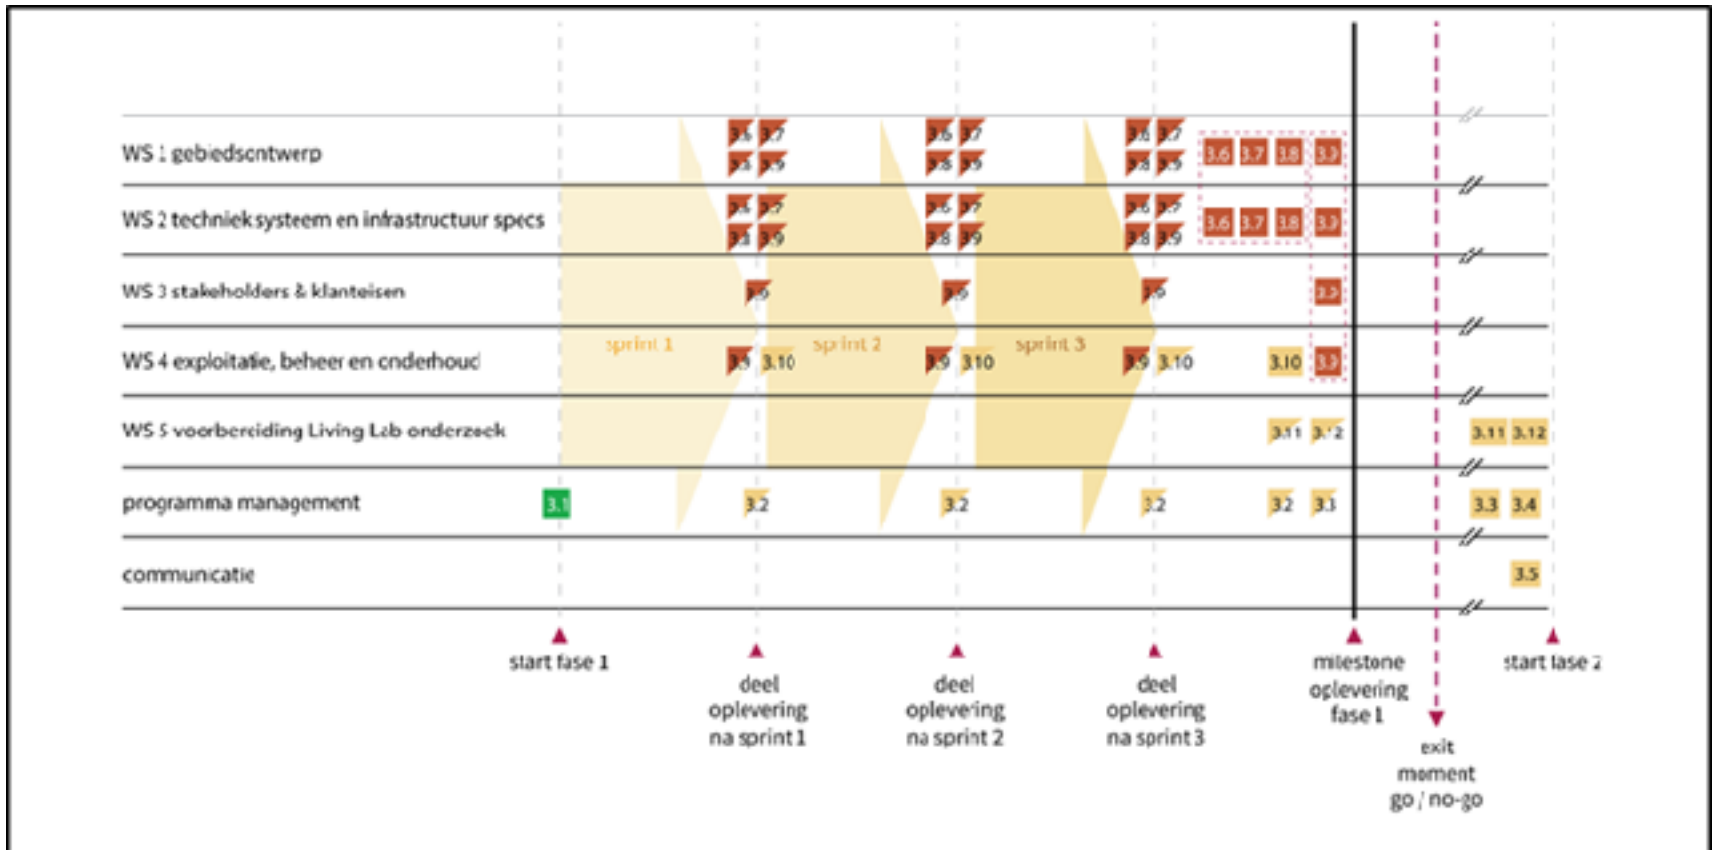 3.6 3.7 3.6 3.7 3.6 3.7
WS 1 gebiedsontwerp 3.6 3.7 3.8 3.9
3.8 3.9 3.8 3.9 3.8 3.9
3.6 3.7 3.6 3.7 3.6 3.7
WS 2 techniek systeem en infrastructuur specs 3.6 3.7 3.8 3.9
3.8 3.9 3.8 3.9 3.8 3.9
WS 3 stakeholders & klanteisen 3.9 3.9 3.9 3.9
sprint 1 sprint 2 sprint 3
WS 4 exploitatie, beheer en onderhoud 3.9 3.10 3.9 3.10 3.9 3.10 3.10 3.9
WS 5 voorbereiding Living Lab onderzoek 3.11 3.12 3.11 3.12
programma management 3.1 3.2 3.2 3.2 3.2 3.3 3.3 3.4
communicatie 3.5
start fase 1
deel
oplevering
na sprint 1
deel
oplevering
na sprint 2
deel
oplevering
na sprint 3
milestone
oplevering
fase 1
exit
moment
go / no-go
start fase 2